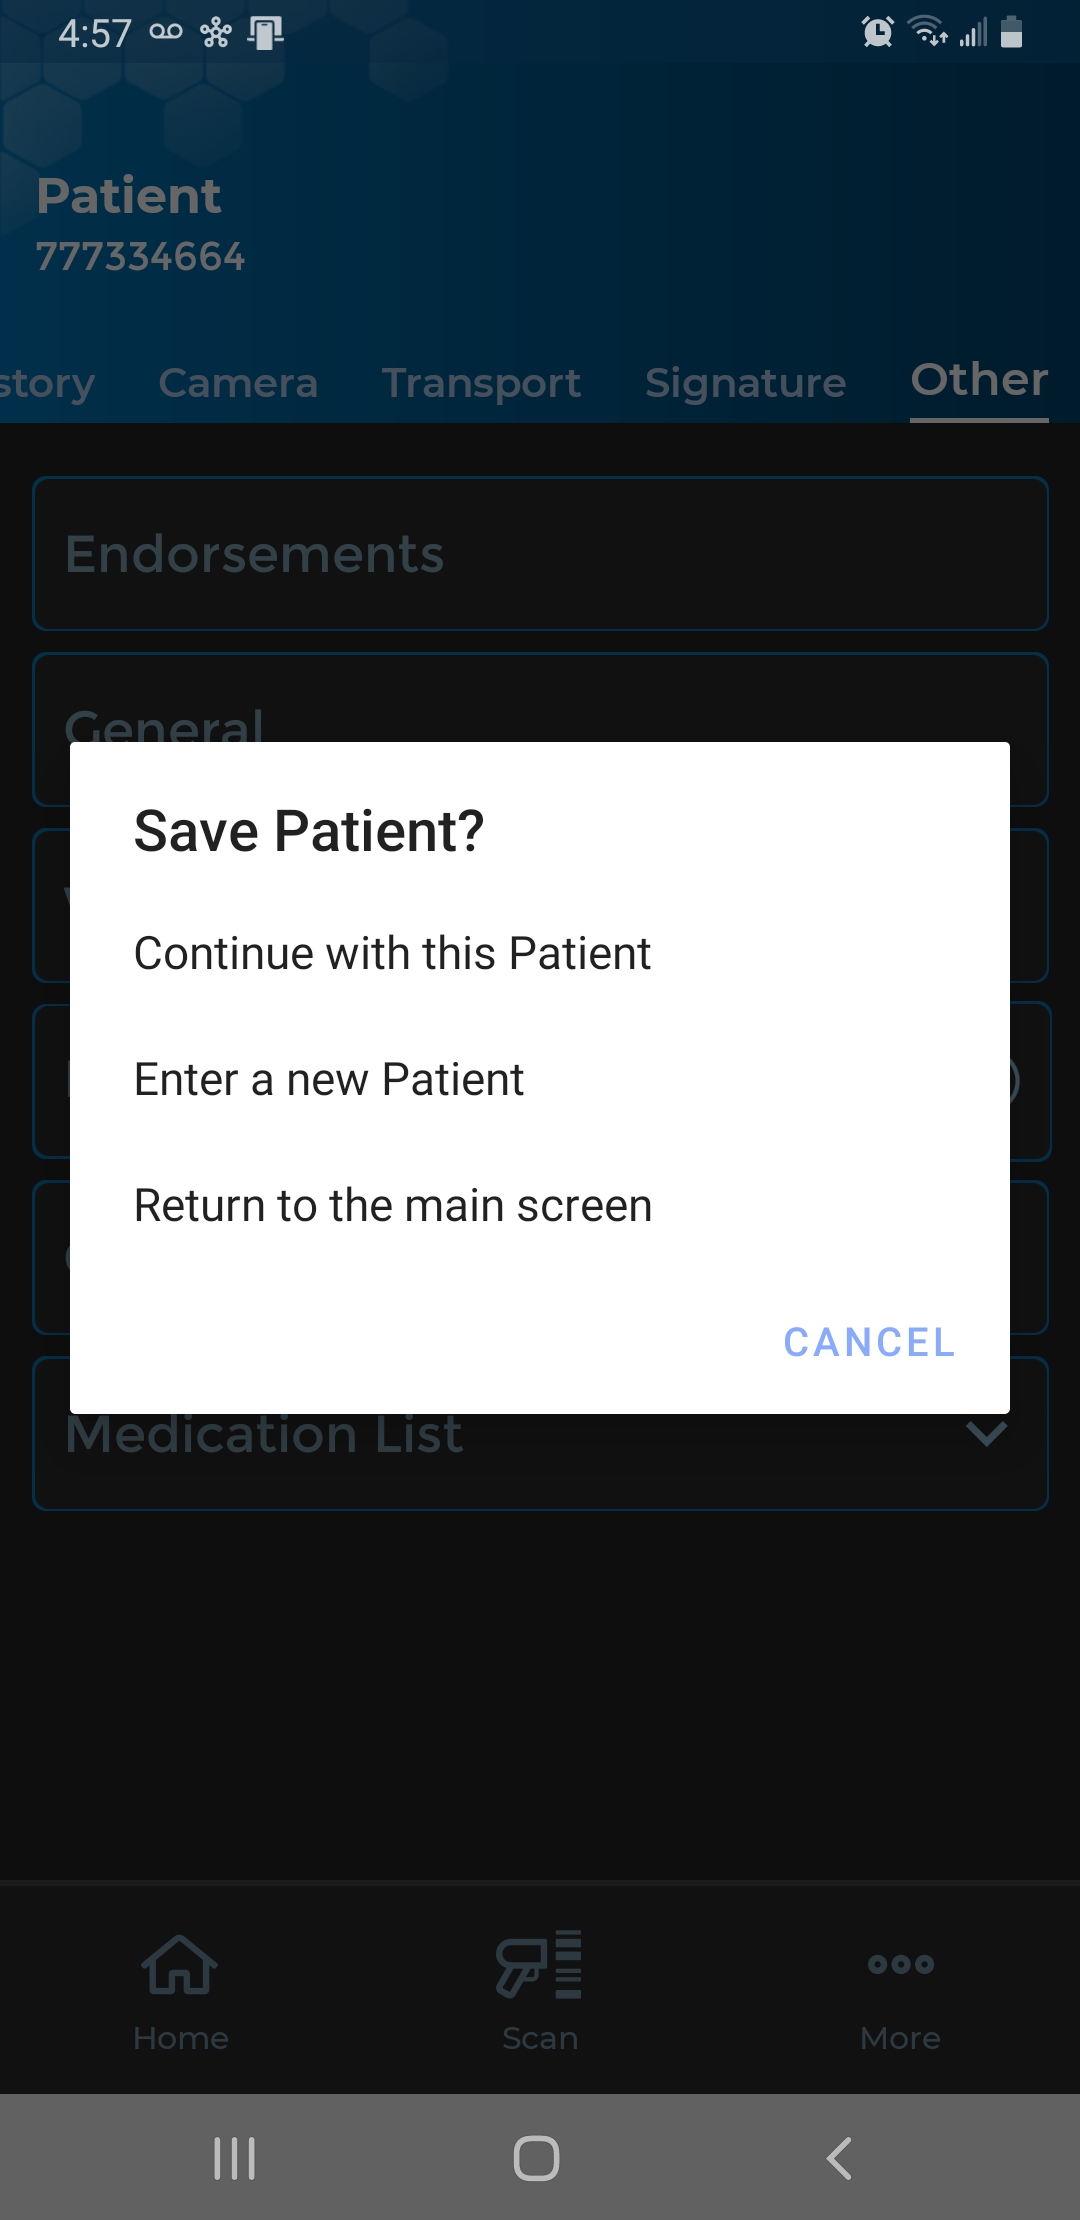 4:57
Patient
777334664
story Camera Transport Signature Other
Endorsements
General
Save Patient?
Continue with this Patient
Enter a new Patient
Return to the main screen
CANCEL
Medication List
Home Scan More